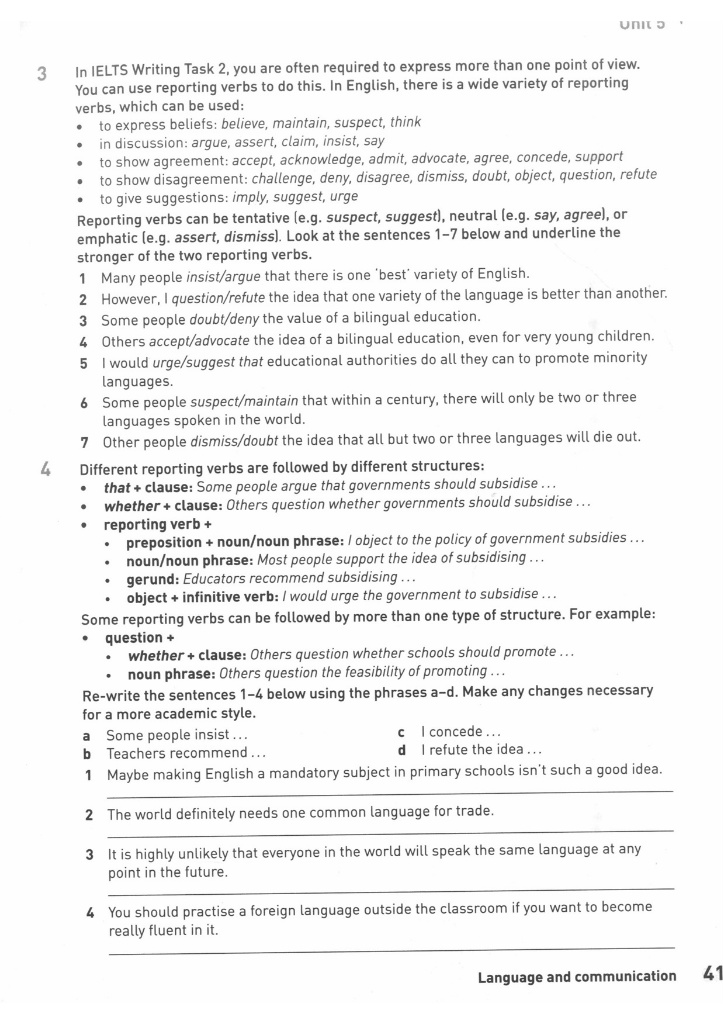 Unit 5
3 In IELTS Writing Task 2, you are often required to express more than one point of view.
You can use reporting verbs to do this. In English, there is a wide variety of reporting
verbs, which can be used:
• to express beliefs: believe, maintain, suspect, think
• in discussion: argue, assert, claim, insist, say
• to show agreement: accept, acknowledge, admit, advocate, agree, concede, support
• to show disagreement: challenge, deny, disagree, dismiss, doubt, object, question, refute
• to give suggestions: imply, suggest, urge
Reporting verbs can be tentative (e.g. suspect, suggest), neutral (e.g. say, agree), or
emphatic (e.g. assert, dismiss). Look at the sentences 1–7 below and underline the
stronger of the two reporting verbs.
1 Many people insist/argue that there is one 'best' variety of English.
2 However, I question/refute the idea that one variety of the language is better than another.
3 Some people doubt/deny the value of a bilingual education.
4 Others accept/advocate the idea of a bilingual education, even for very young children.
5 I would urge/suggest that educational authorities do all they can to promote minority
languages.
6 Some people suspect/maintain that within a century, there will only be two or three
languages spoken in the world.
7 Other people dismiss/doubt the idea that all but two or three languages will die out.
4 Different reporting verbs are followed by different structures:
• that + clause: Some people argue that governments should subsidise ...
• whether + clause: Others question whether governments should subsidise ...
• reporting verb +
• preposition + noun/noun phrase: I object to the policy of government subsidies ...
• noun/noun phrase: Most people support the idea of subsidising ...
• gerund: Educators recommend subsidising ...
• object + infinitive verb: I would urge the government to subsidise ...
Some reporting verbs can be followed by more than one type of structure. For example:
• question +
• whether + clause: Others question whether schools should promote ...
• noun phrase: Others question the feasibility of promoting ...
Re-write the sentences 1–4 below using the phrases a–d. Make any changes necessary
for a more academic style.
a Some people insist ... c I concede ...
b Teachers recommend ... d I refute the idea ...
1 Maybe making English a mandatory subject in primary schools isn't such a good idea.
2 The world definitely needs one common language for trade.
3 It is highly unlikely that everyone in the world will speak the same language at any
point in the future.
4 You should practise a foreign language outside the classroom if you want to become
really fluent in it.
Language and communication 41